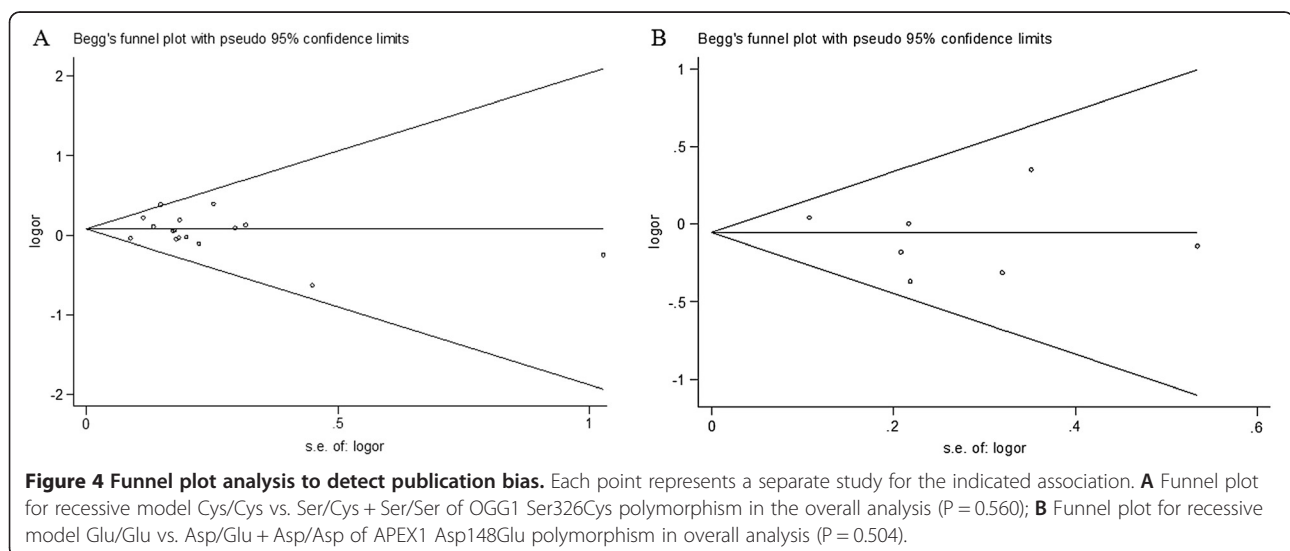 A
Begg's funnel plot with pseudo 95% confidence limits
logor
2
1
0
-1
-2
0
.5
1
s.e. of: logor
B
Begg's funnel plot with pseudo 95% confidence limits
logor
1
.5
0
-.5
-1
0
.2
.4
.6
s.e. of: logor
Figure 4 Funnel plot analysis to detect publication bias. Each point represents a separate study for the indicated association. A Funnel plot
for recessive model Cys/Cys vs. Ser/Cys + Ser/Ser of OGG1 Ser326Cys polymorphism in the overall analysis (P = 0.560); B Funnel plot for recessive
model Glu/Glu vs. Asp/Glu + Asp/Asp of APEX1 Asp148Glu polymorphism in overall analysis (P = 0.504).